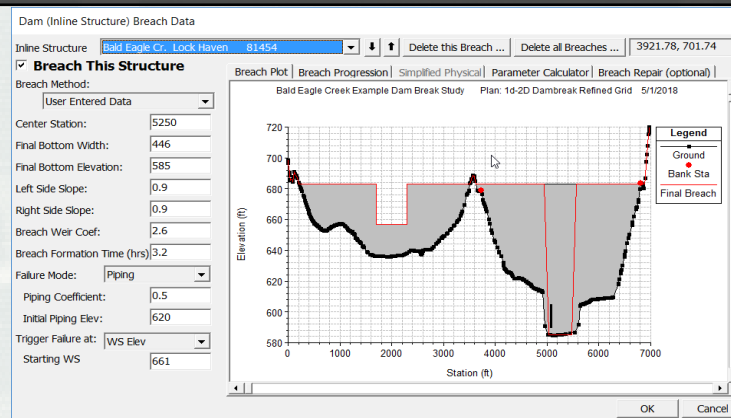 Dam (Inline Structure) Breach Data
Inline Structure Bald Eagle Cr. Lock Haven 81454 Delete this Breach ... Delete all Breaches ... 3921.78, 701.74
Breach This Structure
Breach Method:
User Entered Data
Center Station: 5250
Final Bottom Width: 446
Final Bottom Elevation: 585
Left Side Slope: 0.9
Right Side Slope: 0.9
Breach Weir Coef: 2.6
Breach Formation Time (hrs) 3.2
Failure Mode: Piping
Piping Coefficient: 0.5
Initial Piping Elev: 620
Trigger Failure at: WS Elev
Starting WS 661
Breach Plot Breach Progression Simplified Physical Parameter Calculator Breach Repair (optional)
Bald Eagle Creek Example Dam Break Study Plan: 1d-2D Dambreak Refined Grid 5/1/2018
720
700
680
660
640
620
600
580
Elevation (ft)
0 1000 2000 3000 4000 5000 6000 7000
Station (ft)
Legend
Ground
Bank Sta
Final Breach
OK Cancel